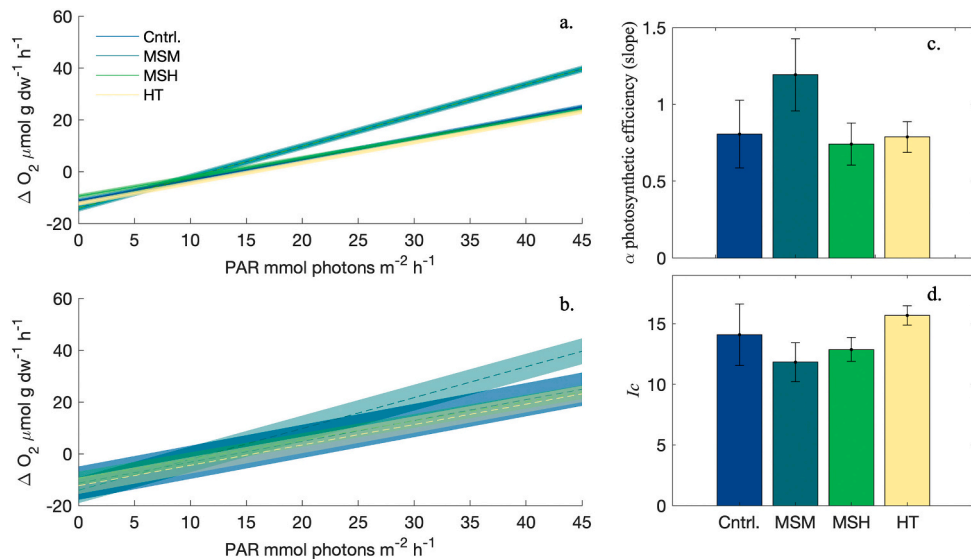 a.
60
40
20
0
-20
Δ O₂ μmol g dw⁻¹ h⁻¹
Cntrl.
MSM
MSH
HT
0 5 10 15 20 25 30 35 40 45
PAR mmol photons m⁻² h⁻¹
b.
60
40
20
0
-20
Δ O₂ μmol g dw⁻¹ h⁻¹
0 5 10 15 20 25 30 35 40 45
PAR mmol photons m⁻² h⁻¹
c.
1.5
1
0.5
0
α photosynthetic efficiency (slope)
d.
15
10
5
0
Ic
Cntrl. MSM MSH HT